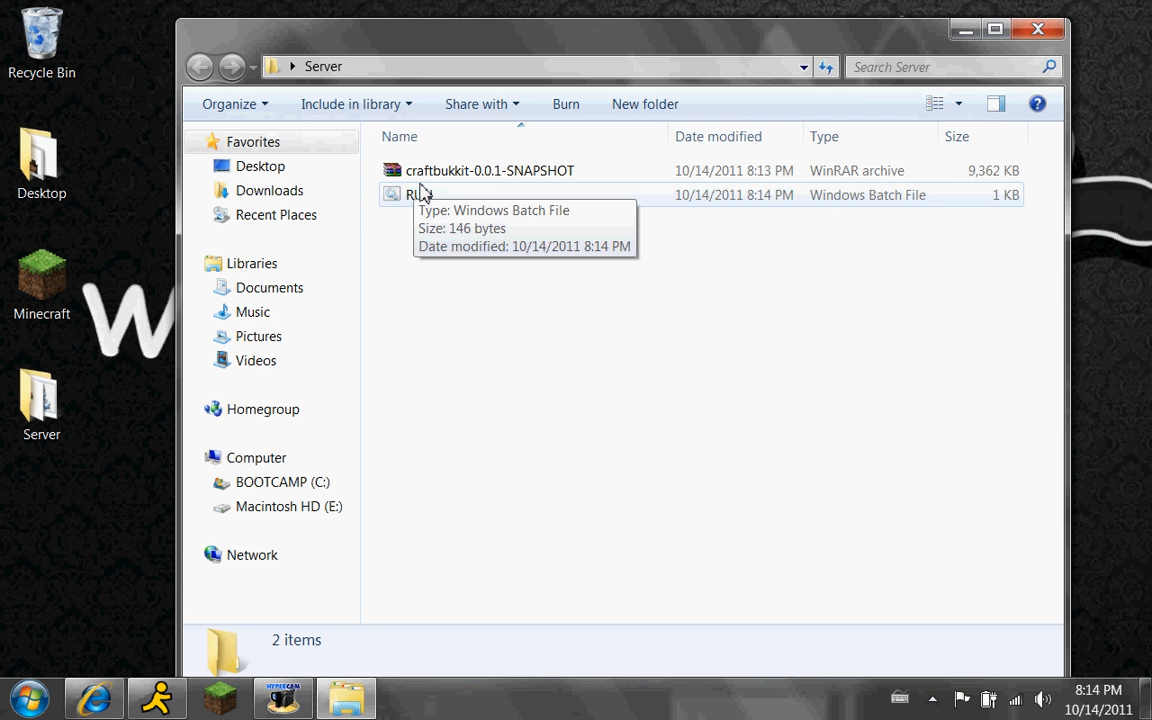 Recycle Bin
Desktop
Minecraft
Server
W
Server
Search Server
Organize
Include in library
Share with
Burn
New folder
Name
Date modified
Type
Size
Favorites
Desktop
Downloads
Recent Places
Libraries
Documents
Music
Pictures
Videos
Homegroup
Computer
BOOTCAMP (C:)
Macintosh HD (E:)
Network
craftbukkit-0.0.1-SNAPSHOT 10/14/2011 8:13 PM WinRAR archive 9,362 KB
10/14/2011 8:14 PM Windows Batch File 1 KB
Type: Windows Batch File
Size: 146 bytes
Date modified: 10/14/2011 8:14 PM
2 items
HYPERCAM
8:14 PM
10/14/2011